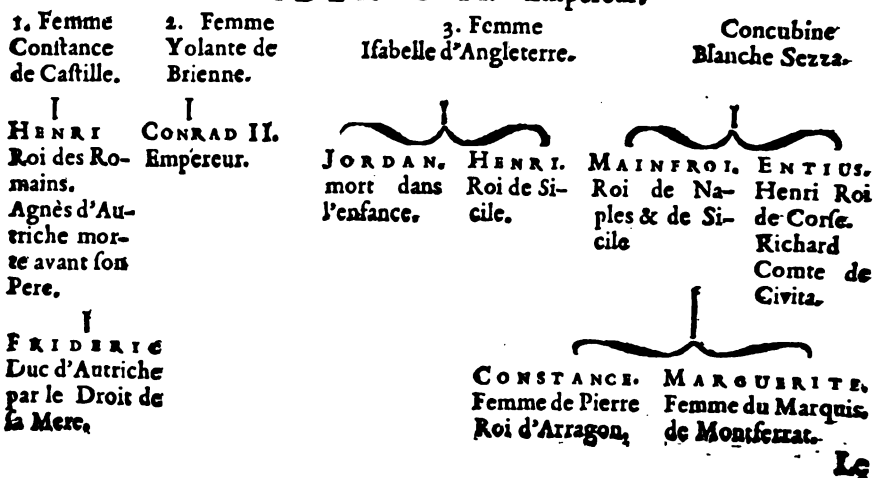 Empereur.
1. Femme
Conſtance
de Caſtille.
2. Femme
Yolante de
Brienne.
3. Femme
Iſabelle d'Angleterre.
Concubine
Blanche Sezza.
HENRI
Roi des Ro-
mains.
Agnès d'Au-
triche mor-
te avant ſon
Pere.
CONRAD II.
Empereur.
JORDAN.
mort dans
l'enfance.
HENRI.
Roi de Si-
cile.
MAINFROI.
Roi de Na-
ples & de Si-
cile
ENTIUS.
Henri Roi
de Corſe.
Richard
Comte de
Civita.
FRIDERIC
Duc d'Autriche
par le Droit de
ſa Mere.
CONSTANCE.
Femme de Pierre
Roi d'Arragon.
MARGUERITE.
Femme du Marquis
de Montferrat.
Le